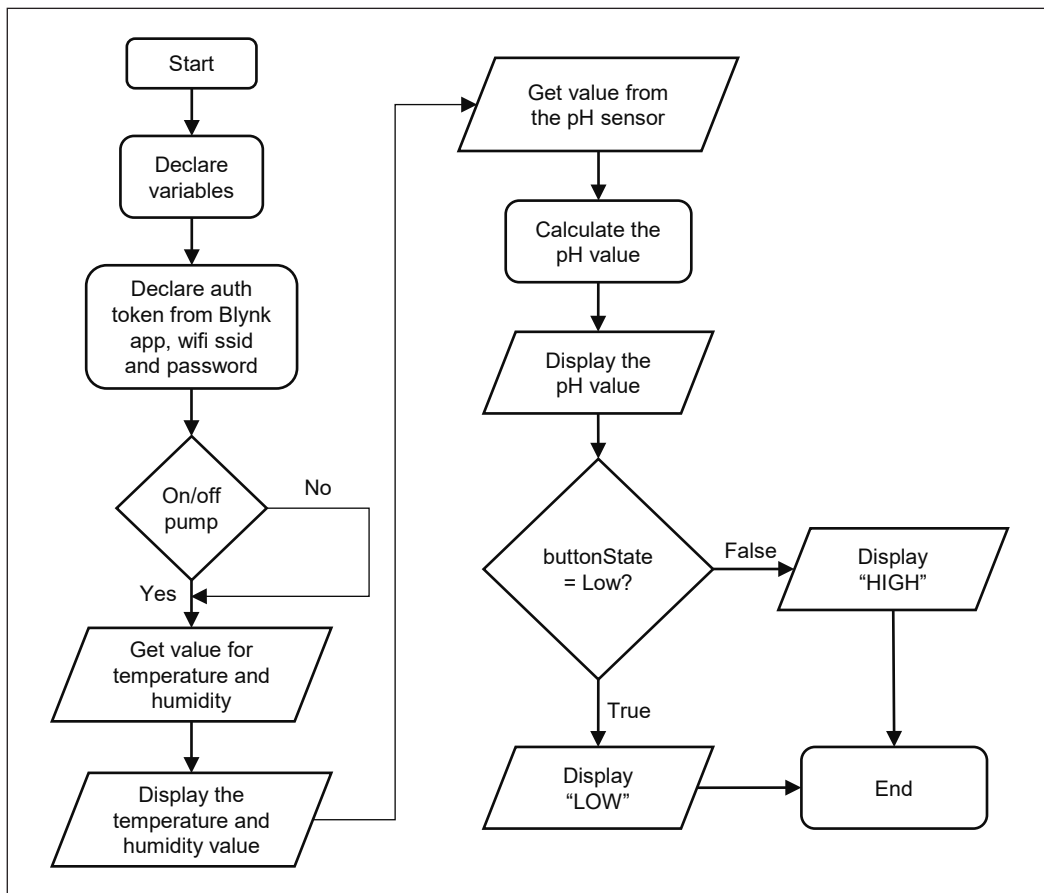 Start
Declare
variables
Declare auth
token from Blynk
app, wifi ssid
and password
On/off
pump
No
Yes
Get value for
temperature and
humidity
Display the
temperature and
humidity value
Get value from
the pH sensor
Calculate the
pH value
Display the
pH value
buttonState
= Low?
False
Display
“HIGH”
True
Display
“LOW”
End